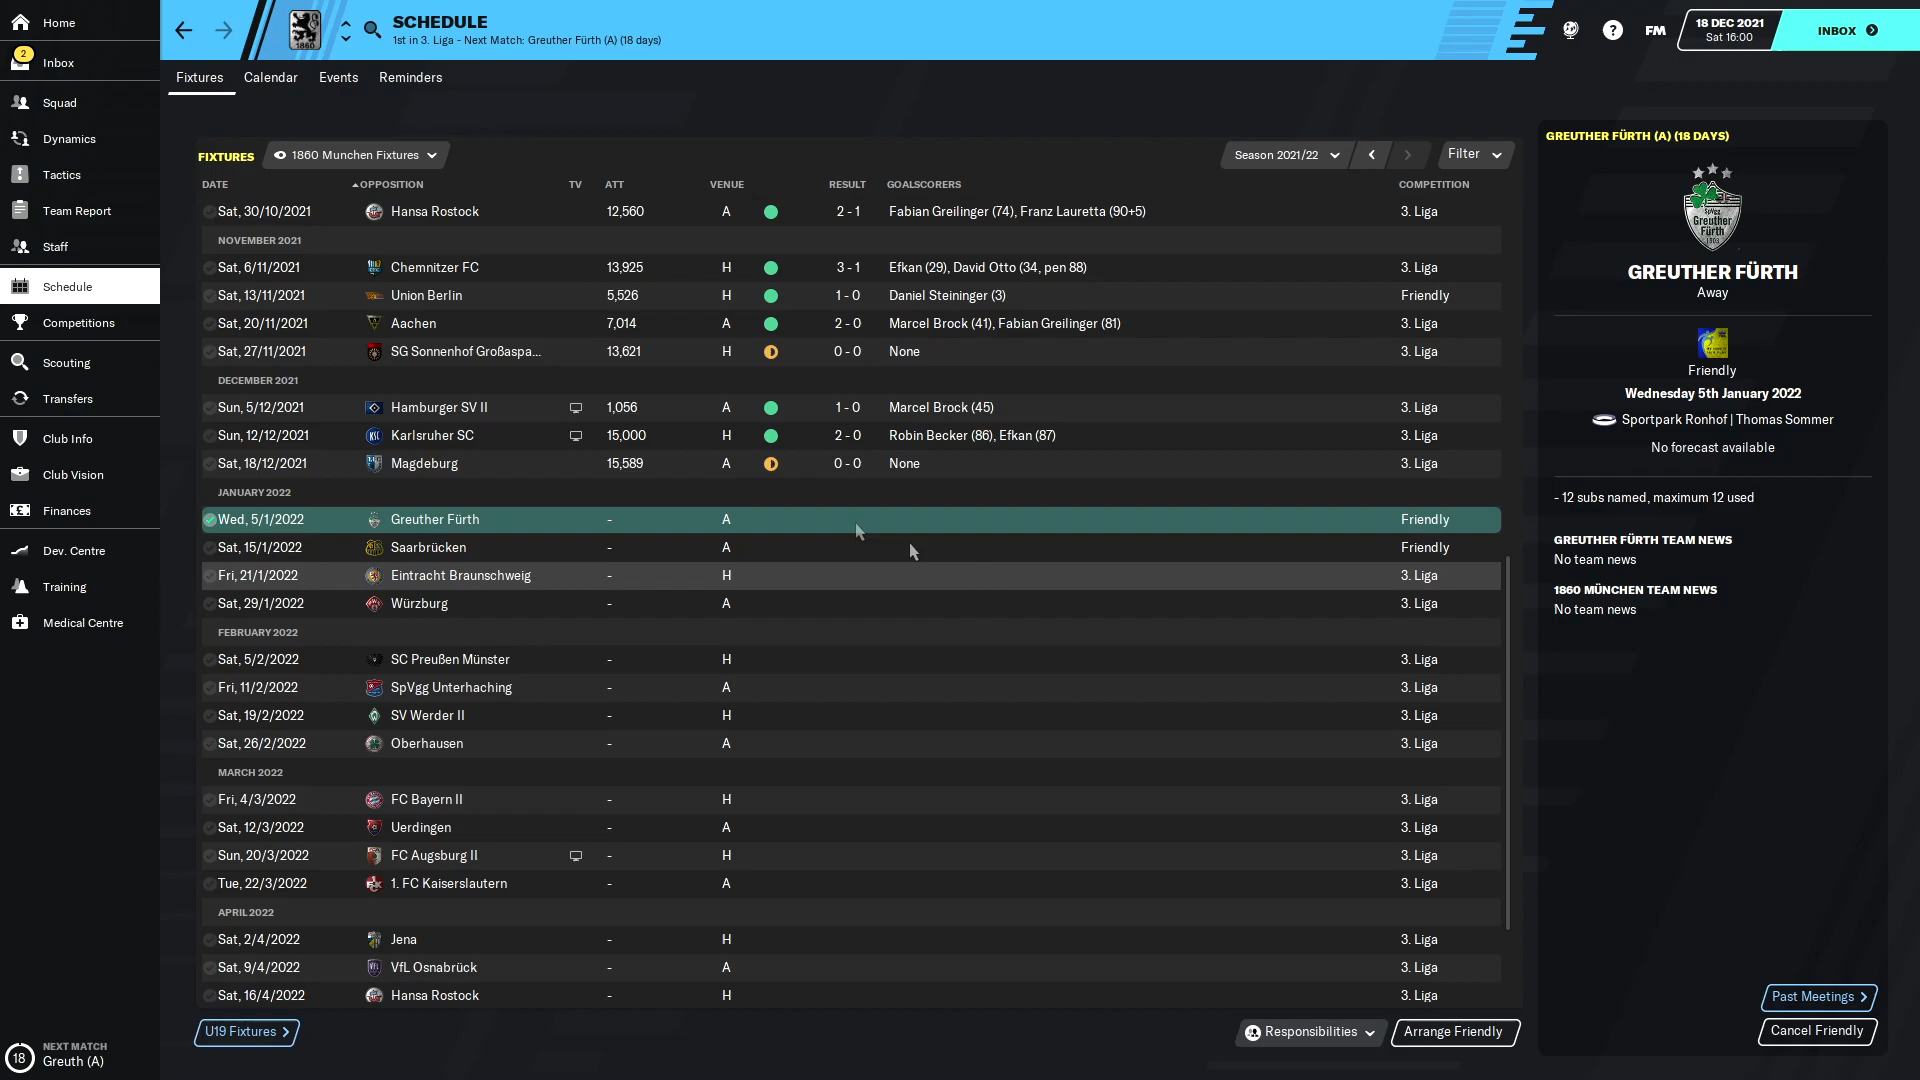 Home
2
Inbox
Squad
Dynamics
Tactics
Team Report
Staff
Schedule
Competitions
Scouting
Transfers
Club Info
Club Vision
Finances
Dev. Centre
Training
Medical Centre
18
NEXT MATCH
Greuth (A)
1860
SCHEDULE
1st in 3. Liga - Next Match: Greuther Fürth (A) (18 days)
?
FM
18 DEC 2021
Sat 16:00
INBOX
Fixtures Calendar Events Reminders
FIXTURES 1860 Munchen Fixtures Season 2021/22 Filter
DATE OPPOSITION TV ATT VENUE RESULT GOALSCORERS COMPETITION
Sat, 30/10/2021 Hansa Rostock 12,560 A 2 - 1 Fabian Greilinger (74), Franz Lauretta (90+5) 3. Liga
NOVEMBER 2021
Sat, 6/11/2021 Chemnitzer FC 13,925 H 3 - 1 Efkan (29), David Otto (34, pen 88) 3. Liga
Sat, 13/11/2021 Union Berlin 5,526 H 1 - 0 Daniel Steininger (3) Friendly
Sat, 20/11/2021 Aachen 7,014 A 2 - 0 Marcel Brock (41), Fabian Greilinger (81) 3. Liga
Sat, 27/11/2021 SG Sonnenhof Großaspa... 13,621 H 0 - 0 None 3. Liga
DECEMBER 2021
Sun, 5/12/2021 Hamburger SV II 1,056 A 1 - 0 Marcel Brock (45) 3. Liga
Sun, 12/12/2021 Karlsruher SC 15,000 H 2 - 0 Robin Becker (86), Efkan (87) 3. Liga
Sat, 18/12/2021 Magdeburg 15,589 A 0 - 0 None 3. Liga
JANUARY 2022
Wed, 5/1/2022 Greuther Fürth - A Friendly
Sat, 15/1/2022 Saarbrücken - A Friendly
Fri, 21/1/2022 Eintracht Braunschweig - H 3. Liga
Sat, 29/1/2022 Würzburg - A 3. Liga
FEBRUARY 2022
Sat, 5/2/2022 SC Preußen Münster - H 3. Liga
Fri, 11/2/2022 SpVgg Unterhaching - A 3. Liga
Sat, 19/2/2022 SV Werder II - H 3. Liga
Sat, 26/2/2022 Oberhausen - A 3. Liga
MARCH 2022
Fri, 4/3/2022 FC Bayern II - H 3. Liga
Sat, 12/3/2022 Uerdingen - A 3. Liga
Sun, 20/3/2022 FC Augsburg II - H 3. Liga
Tue, 22/3/2022 1. FC Kaiserslautern - A 3. Liga
APRIL 2022
Sat, 2/4/2022 Jena - H 3. Liga
Sat, 9/4/2022 VfL Osnabrück - A 3. Liga
Sat, 16/4/2022 Hansa Rostock - H 3. Liga
U19 Fixtures Responsibilities Arrange Friendly
GREUTHER FÜRTH (A) (18 DAYS)
SpVgg
Greuther
Fürth
1903
GREUTHER FÜRTH
Away
Friendly
Wednesday 5th January 2022
Sportpark Ronhof | Thomas Sommer
No forecast available
- 12 subs named, maximum 12 used
GREUTHER FÜRTH TEAM NEWS
No team news
1860 MÜNCHEN TEAM NEWS
No team news
Past Meetings
Cancel Friendly